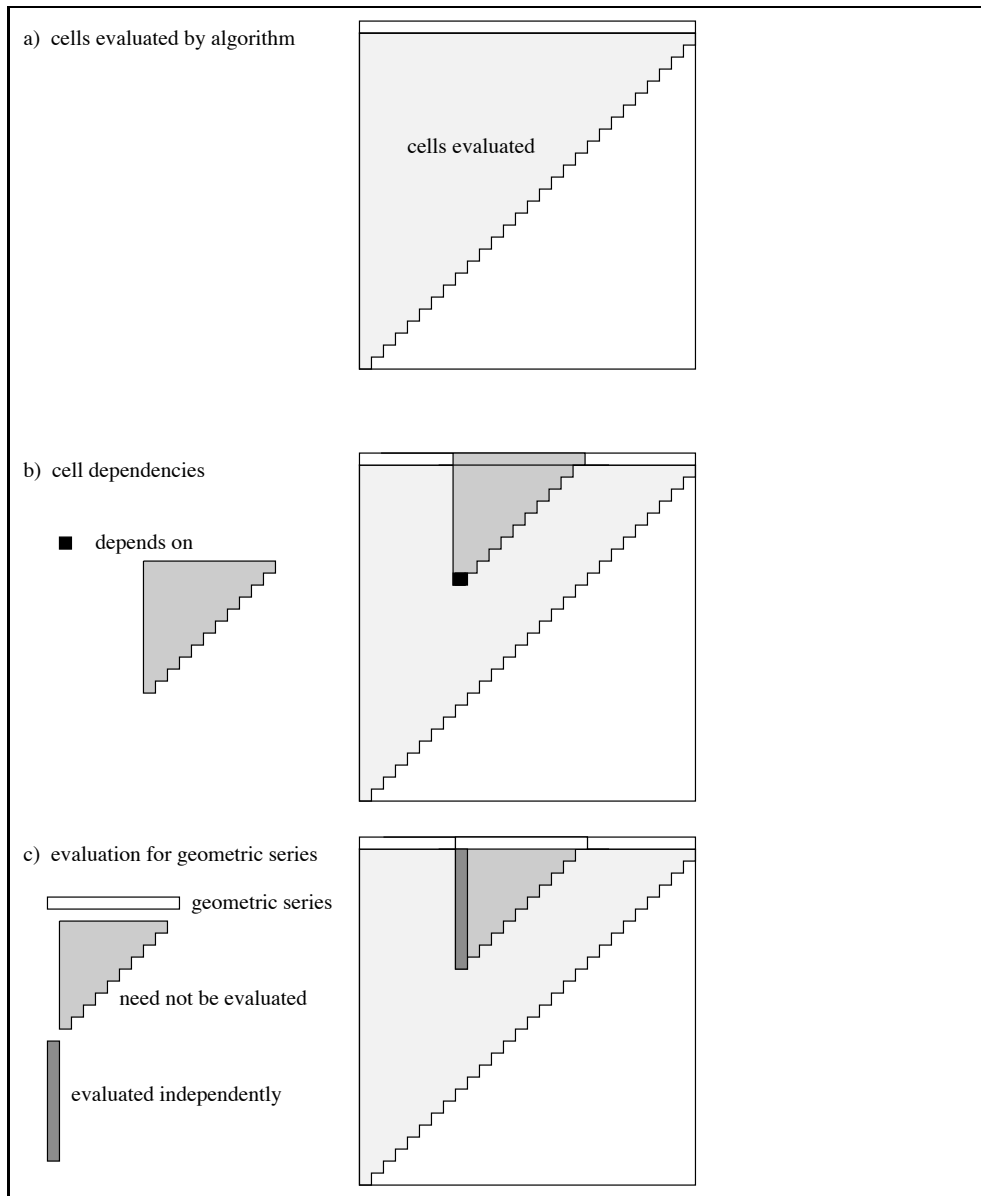 a) cells evaluated by algorithm
cells evaluated
b) cell dependencies
depends on
c) evaluation for geometric series
geometric series
need not be evaluated
evaluated independently